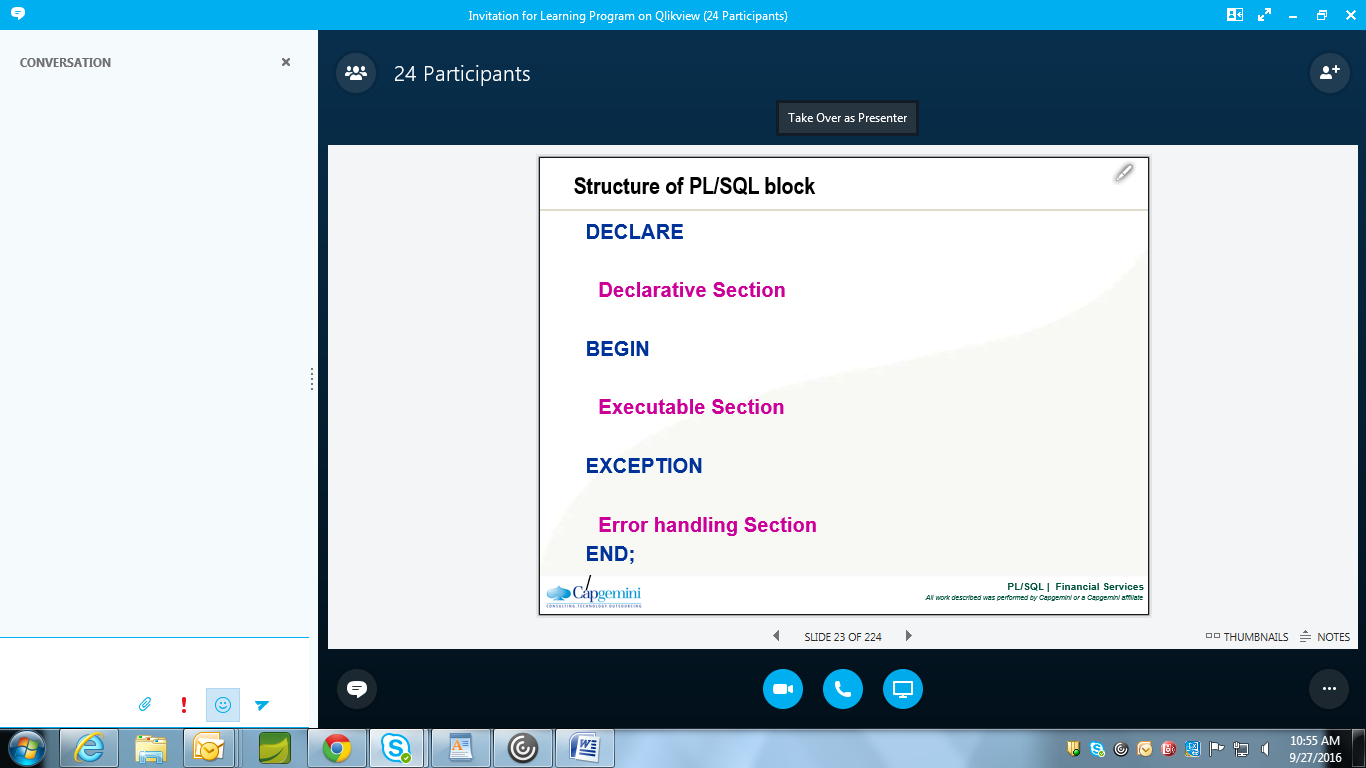 Invitation for Learning Program on Qlikview (24 Participants)
CONVERSATION
24 Participants
Take Over as Presenter
Structure of PL/SQL block
DECLARE
Declarative Section
BEGIN
Executable Section
EXCEPTION
Error handling Section
END;
/
Capgemini
CONSULTING.TECHNOLOGY.OUTSOURCING
PL/SQL | Financial Services
All work described was performed by Capgemini or a Capgemini affiliate
SLIDE 23 OF 224
THUMBNAILS
NOTES
10:55 AM
9/27/2016